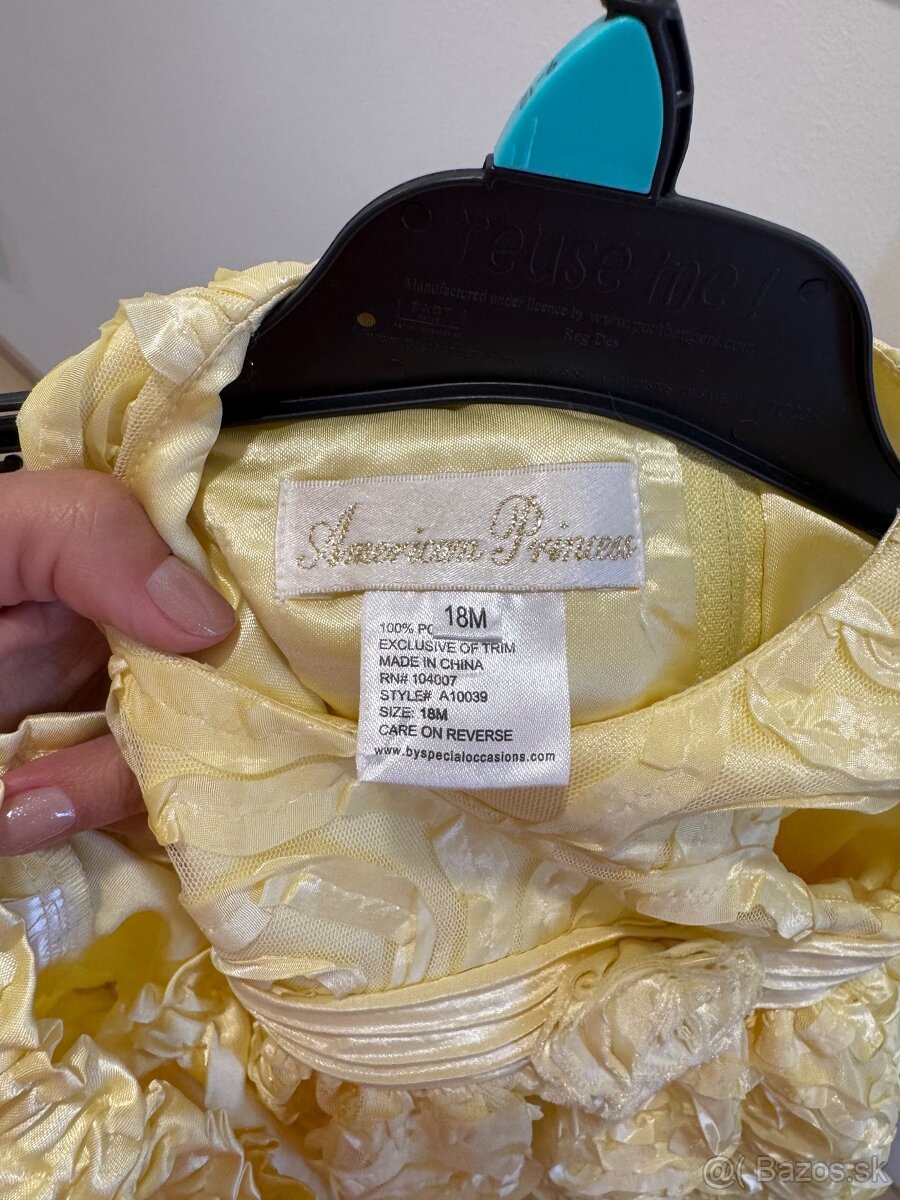 reuse me!
Manufactured under licence by
Reg Des
American Princess
18M
100% PO
EXCLUSIVE OF TRIM
MADE IN CHINA
RN# 104007
STYLE# A10039
SIZE: 18M
CARE ON REVERSE
www.byspecialoccasions.com
@( Bazos.sk